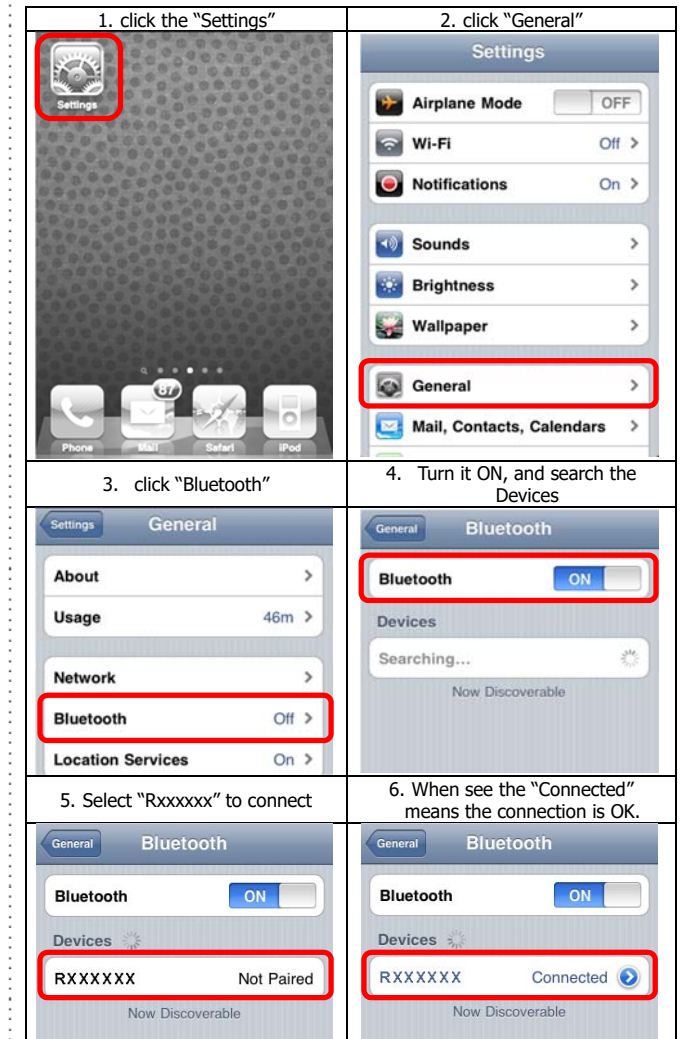 1. click the “Settings”
2. click “General”
Settings
87
Phone
Mail
Safari
iPod
Settings
Airplane Mode OFF
Wi-Fi Off
Notifications On
Sounds
Brightness
Wallpaper
General
Mail, Contacts, Calendars
3. click “Bluetooth”
4. Turn it ON, and search the
Devices
Settings General
About
Usage 46m
Network
Bluetooth Off
Location Services On
General Bluetooth
Bluetooth ON
Devices
Searching...
Now Discoverable
5. Select “Rxxxxxx” to connect
6. When see the “Connected”
means the connection is OK.
General Bluetooth
Bluetooth ON
Devices
RXXXXXX Not Paired
Now Discoverable
General Bluetooth
Bluetooth ON
Devices
RXXXXXX Connected
Now Discoverable